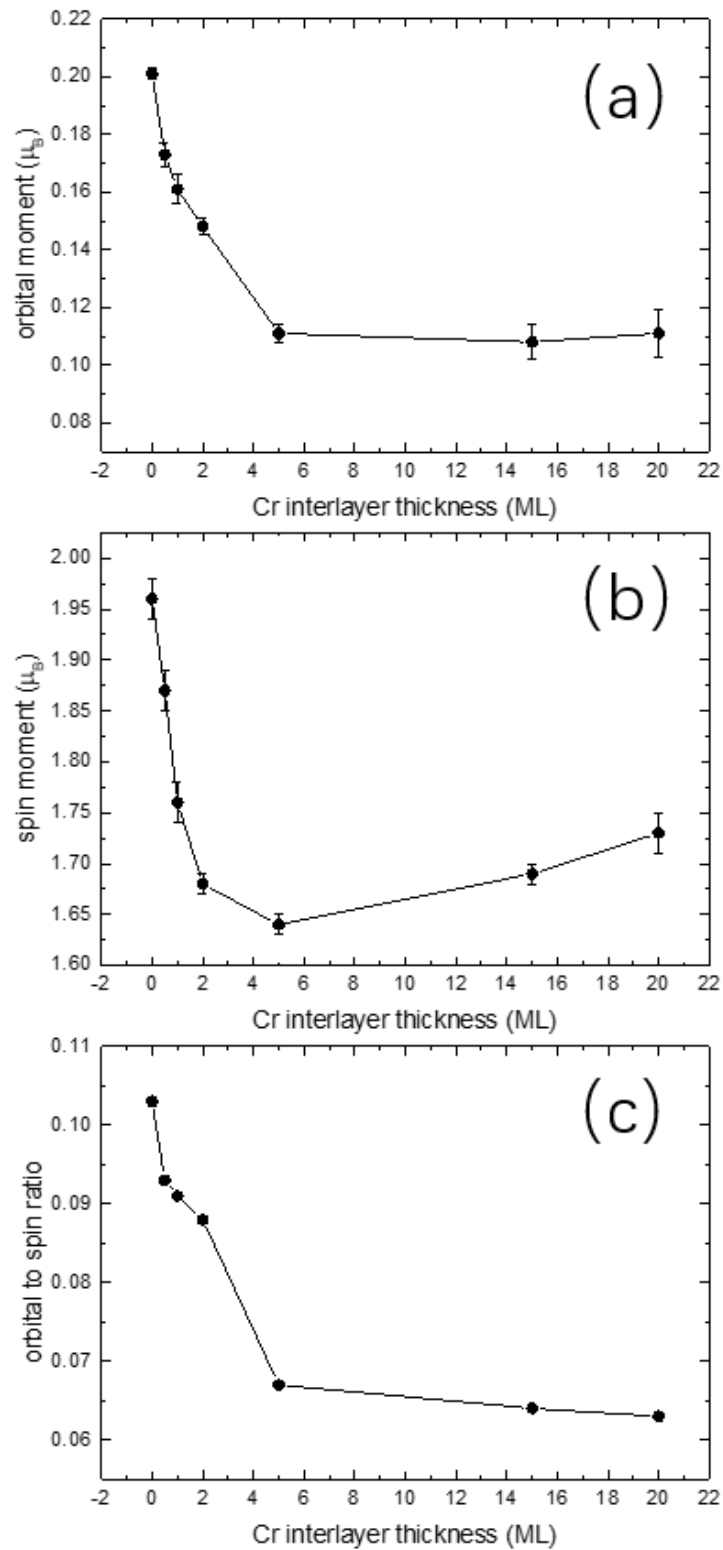 (a)
0.22
0.20
0.18
0.16
0.14
0.12
0.10
0.08
orbital moment (μB)
-2 0 2 4 6 8 10 12 14 16 18 20 22
Cr interlayer thickness (ML)
(b)
2.00
1.95
1.90
1.85
1.80
1.75
1.70
1.65
1.60
spin moment (μB)
-2 0 2 4 6 8 10 12 14 16 18 20 22
Cr interlayer thickness (ML)
(c)
0.11
0.10
0.09
0.08
0.07
0.06
orbital to spin ratio
-2 0 2 4 6 8 10 12 14 16 18 20 22
Cr interlayer thickness (ML)